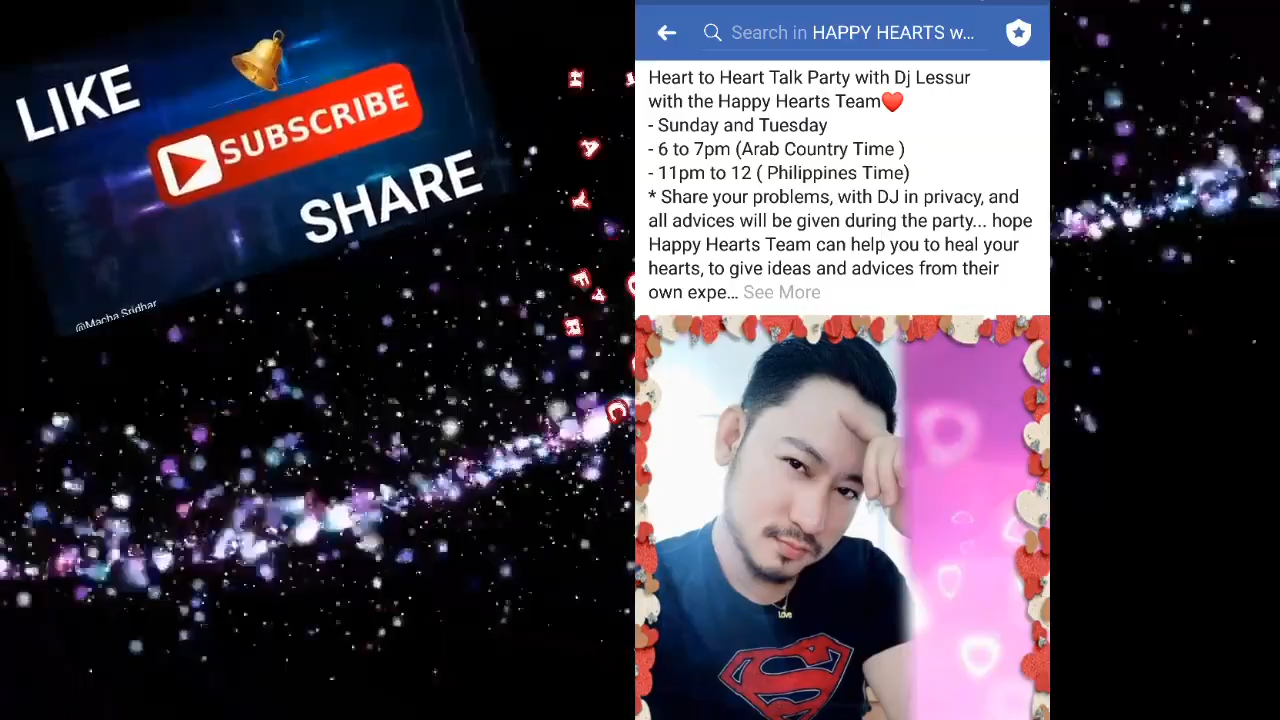 LIKE
SUBSCRIBE
SHARE
@Macha Sridhar
Search in HAPPY HEARTS w...
Heart to Heart Talk Party with Dj Lessur
with the Happy Hearts Team❤️
- Sunday and Tuesday
- 6 to 7pm (Arab Country Time )
- 11pm to 12 ( Philippines Time)
* Share your problems, with DJ in privacy, and
all advices will be given during the party... hope
Happy Hearts Team can help you to heal your
hearts, to give ideas and advices from their
own expe... See More
LOVE